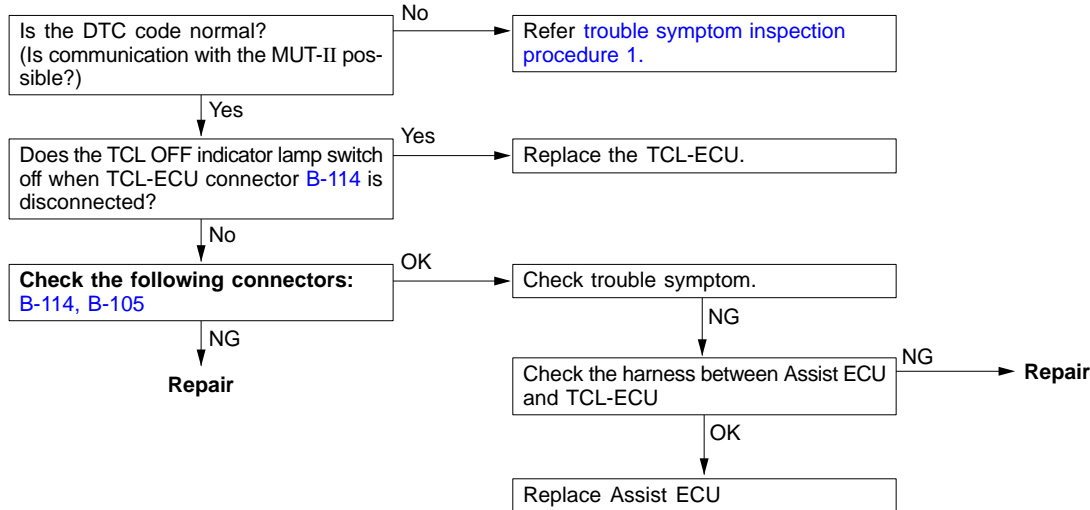 Is the DTC code normal?
(Is communication with the MUT-II pos-
sible?)
No
Refer trouble symptom inspection
procedure 1.
Yes
Does the TCL OFF indicator lamp switch
off when TCL-ECU connector B-114 is
disconnected?
Yes
Replace the TCL-ECU.
No
Check the following connectors:
B-114, B-105
OK
Check trouble symptom.
NG
Repair
NG
Check the harness between Assist ECU
and TCL-ECU
NG
Repair
OK
Replace Assist ECU